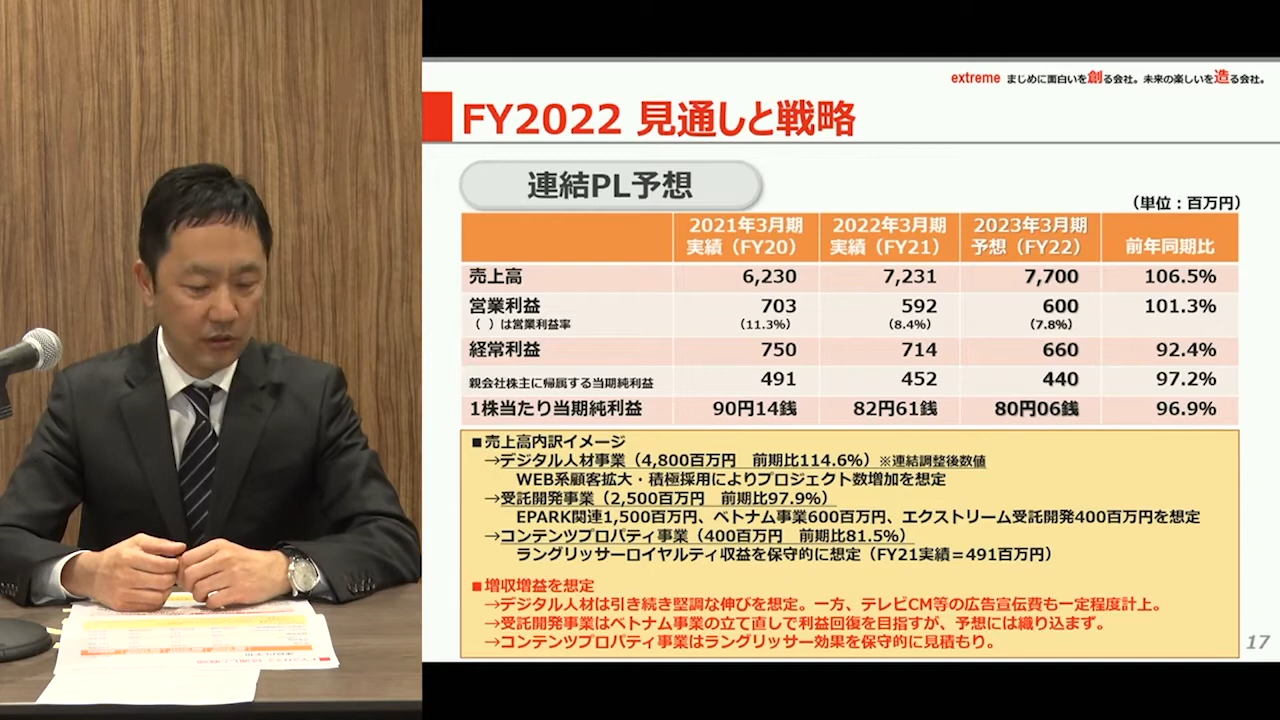 extreme まじめに面白いを創る会社。未来の楽しいを造る会社。
FY2022 見通しと戦略
連結PL予想
(単位：百万円)
2021年3月期 実績（FY20） 2022年3月期 実績（FY21） 2023年3月期 予想（FY22） 前年同期比
売上高 6,230 7,231 7,700 106.5%
営業利益 703 592 600 101.3%
（ ）は営業利益率 (11.3%) (8.4%) (7.8%)
経常利益 750 714 660 92.4%
親会社株主に帰属する当期純利益 491 452 440 97.2%
1株当たり当期純利益 90円14銭 82円61銭 80円06銭 96.9%
■売上高内訳イメージ
→デジタル人材事業（4,800百万円 前期比114.6%）※連結調整後数値
WEB系顧客拡大・積極採用によりプロジェクト数増加を想定
→受託開発事業（2,500百万円 前期比97.9%）
EPARK関連1,500百万円、ベトナム事業600百万円、エクストリーム受託開発400百万円を想定
→コンテンツプロパティ事業（400百万円 前期比81.5%）
ラングリッサーロイヤルティ収益を保守的に想定（FY21実績＝491百万円）
■増収増益を想定
→デジタル人材は引き続き堅調な伸びを想定。一方、テレビCM等の広告宣伝費も一定程度計上。
→受託開発事業はベトナム事業の立て直しで利益回復を目指すが、予想には織り込まず。
→コンテンツプロパティ事業はラングリッサー効果を保守的に見積もり。
17